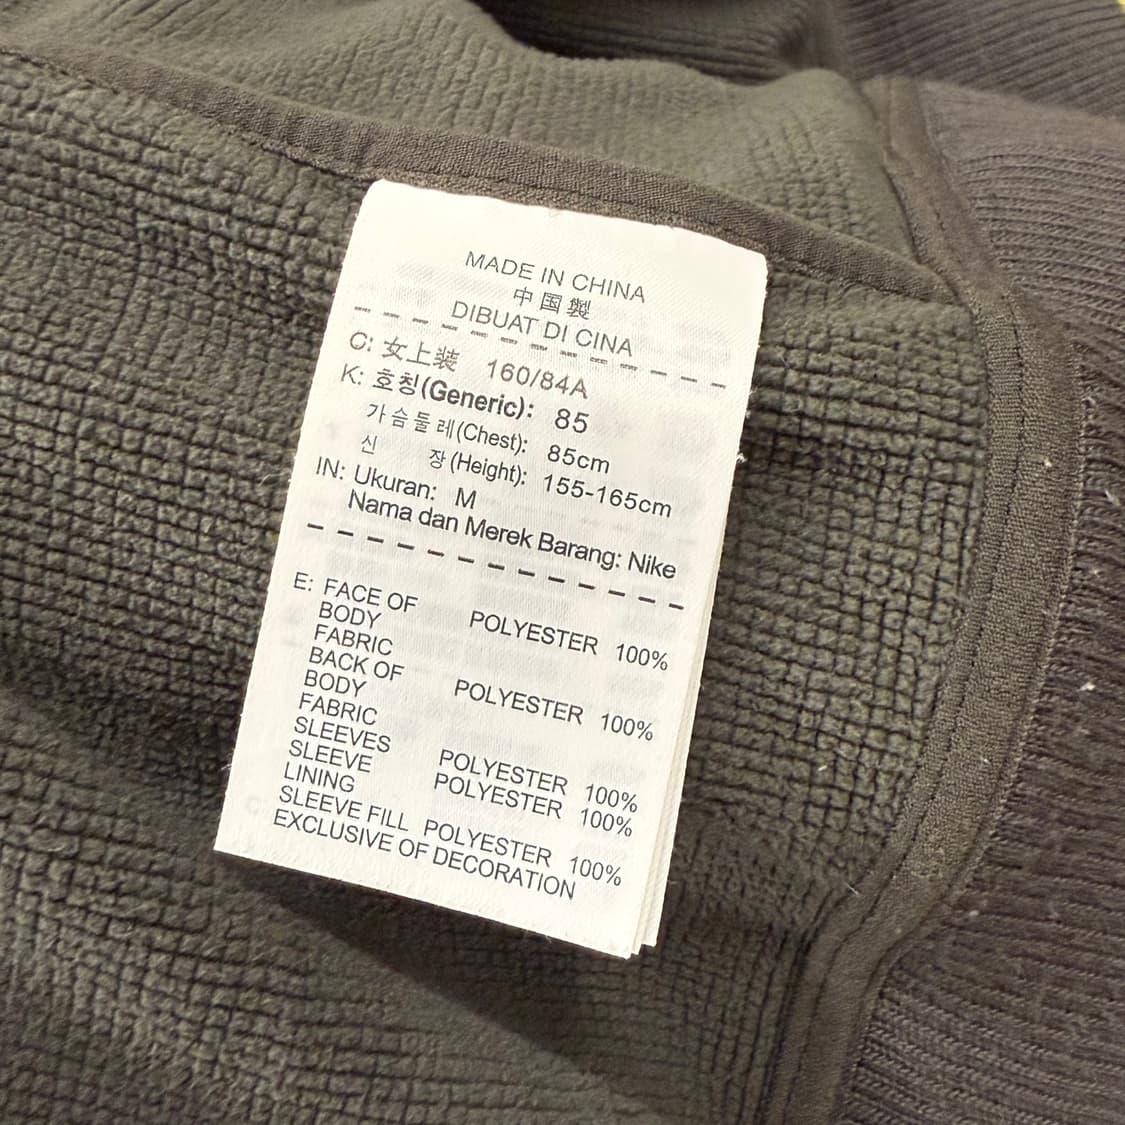 MADE IN CHINA
中国製
DIBUAT DI CINA
C: 女上装 160/84A
K: 호칭(Generic): 85
가슴둘레(Chest): 85cm
신 장(Height): 155-165cm
IN: Ukuran: M
Nama dan Merek Barang: Nike
E: FACE OF
BODY
FABRIC POLYESTER 100%
BACK OF
BODY
FABRIC POLYESTER 100%
SLEEVES POLYESTER 100%
SLEEVE
LINING POLYESTER 100%
SLEEVE FILL POLYESTER 100%
EXCLUSIVE OF DECORATION